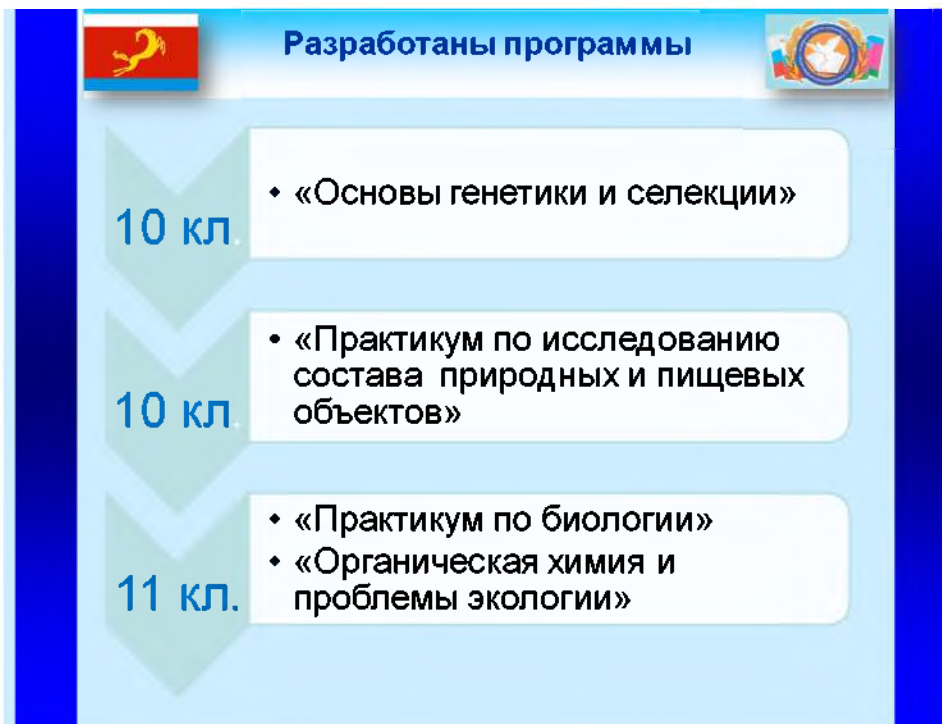 Разработаны программы
10 кл.
• «Основы генетики и селекции»
10 кл.
• «Практикум по исследованию
состава природных и пищевых
объектов»
11 кл.
• «Практикум по биологии»
• «Органическая химия и
проблемы экологии»